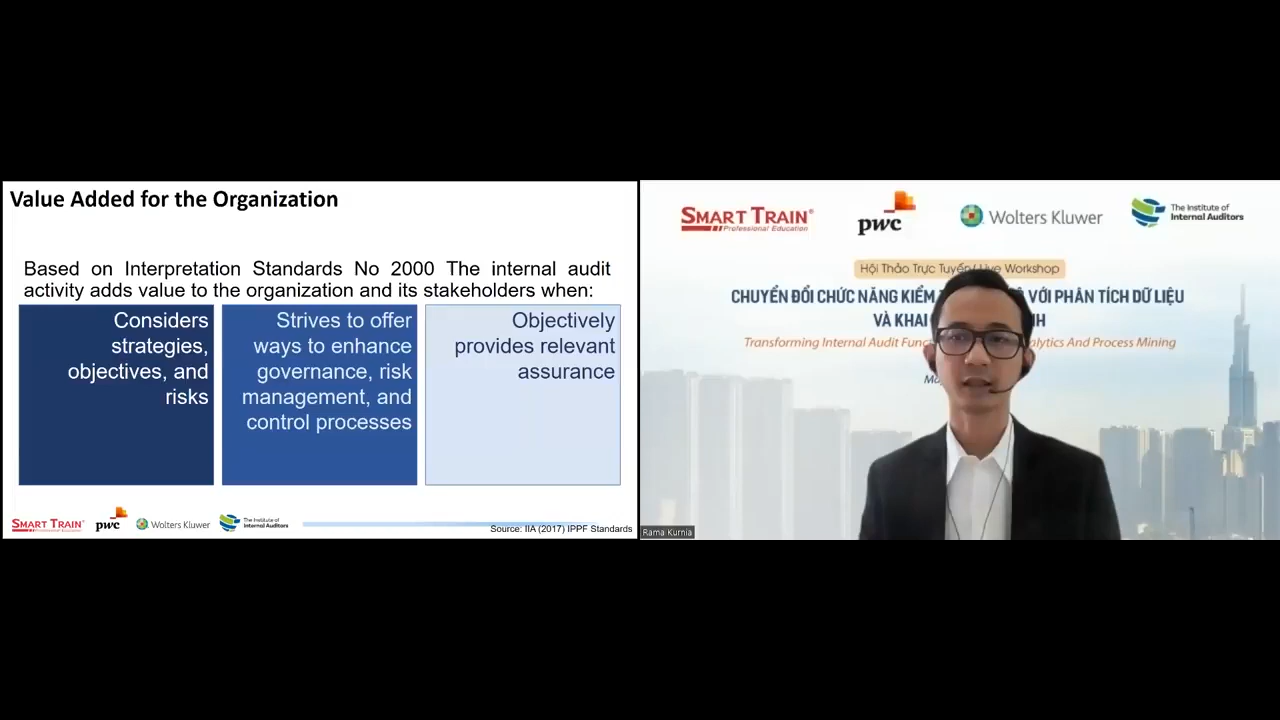 Value Added for the Organization
Based on Interpretation Standards No 2000 The internal audit
activity adds value to the organization and its stakeholders when:
Considers
strategies,
objectives, and
risks
Strives to offer
ways to enhance
governance, risk
management, and
control processes
Objectively
provides relevant
assurance
SMART TRAIN
pwc
Wolters Kluwer
The Institute of
Internal Auditors
Source: IIA (2017) IPPF Standards
SMART TRAIN®
Professional Education
pwc
Wolters Kluwer
The Institute of
Internal Auditors
Hội Thảo Trực Tuyến/ Live Workshop
CHUYỂN ĐỔI CHỨC NĂNG KIỂM VỚI PHÂN TÍCH DỮ LIỆU
VÀ KHAI
Transforming Internal Audit And Process Mining
Rama Kurnia